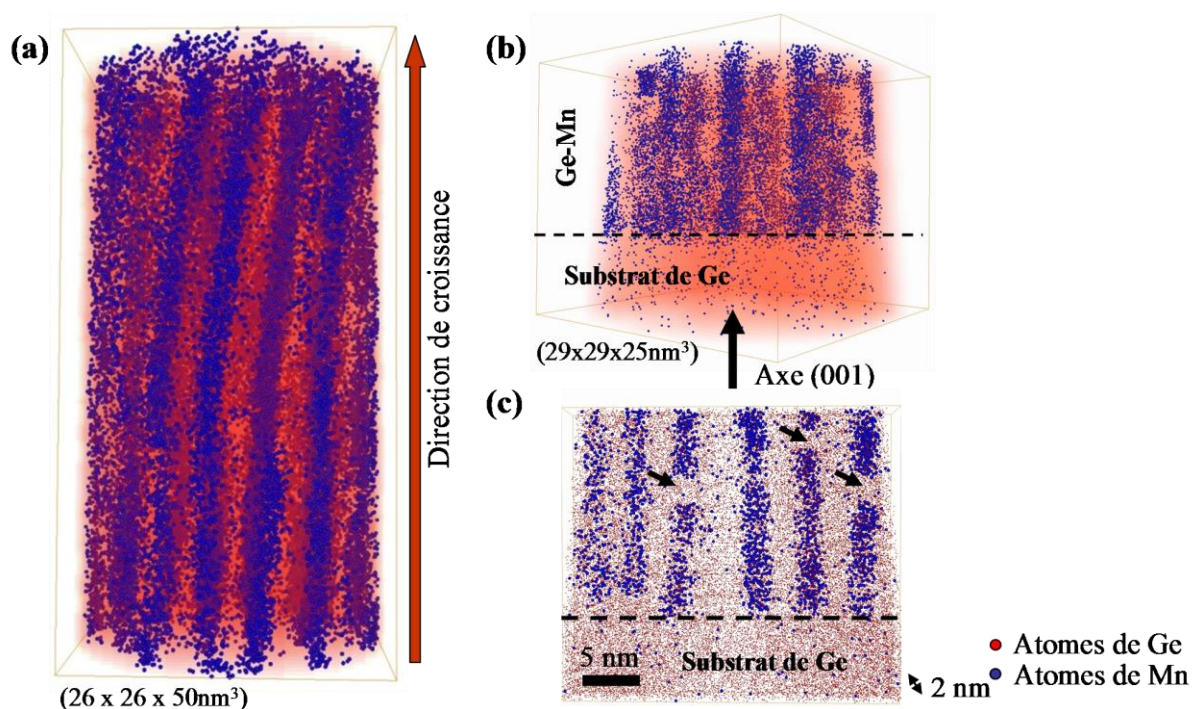 (a)
Direction de croissance
(26 x 26 x 50nm³)
(b)
Ge-Mn
Substrat de Ge
(29x29x25nm³)
Axe (001)
(c)
Substrat de Ge
5 nm
2 nm
Atomes de Ge
Atomes de Mn